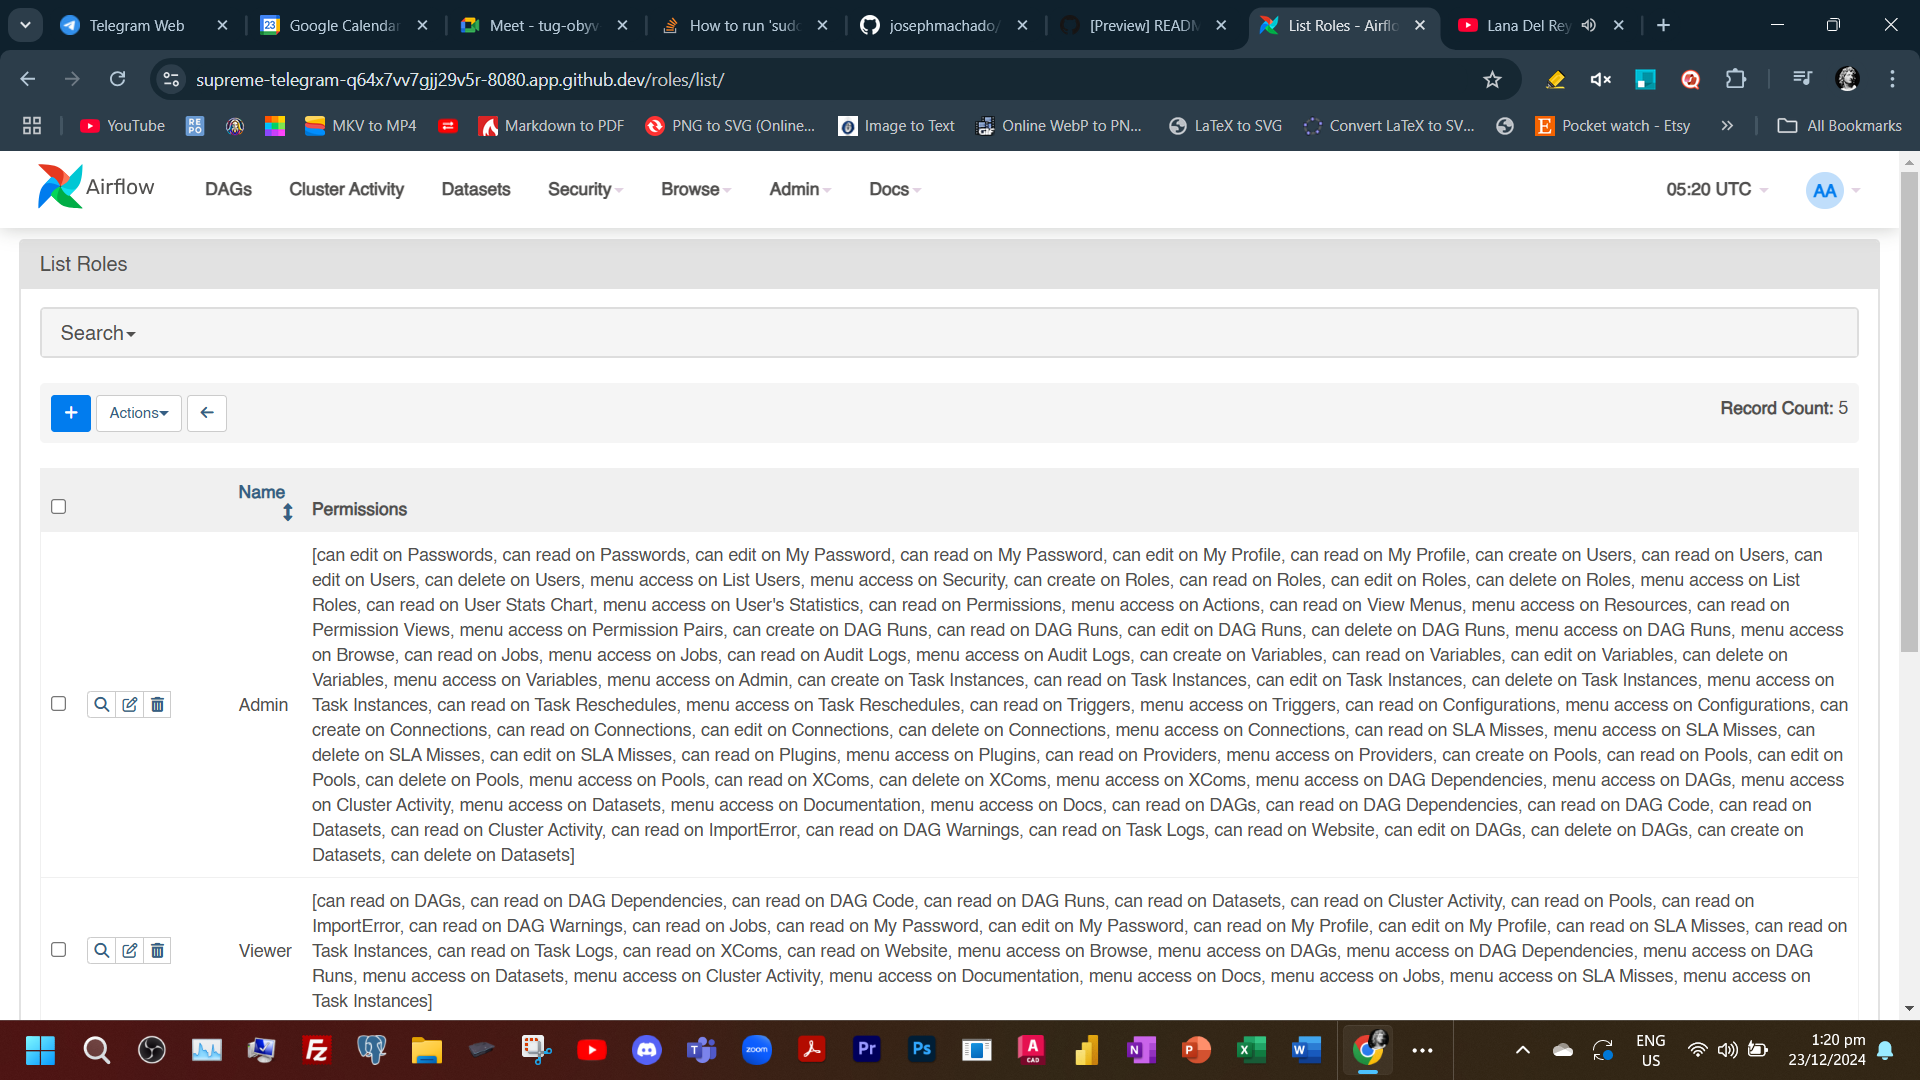 Telegram Web
Google Calendar
Meet - tug-obyv
How to run 'sudo
josephmachado/
[Preview] READM
List Roles - Airflo
Lana Del Rey
supreme-telegram-q64x7vv7gjj29v5r-8080.app.github.dev/roles/list/
YouTube
RE
PO
MKV to MP4
Markdown to PDF
PNG to SVG (Online...
Image to Text
Online WebP to PN...
LaTeX to SVG
Convert LaTeX to SV...
Pocket watch - Etsy
All Bookmarks
Airflow
DAGs
Cluster Activity
Datasets
Security
Browse
Admin
Docs
05:20 UTC
AA
List Roles
Search
+
Actions
Record Count: 5
Name
Permissions
[can edit on Passwords, can read on Passwords, can edit on My Password, can read on My Password, can edit on My Profile, can read on My Profile, can create on Users, can read on Users, can
edit on Users, can delete on Users, menu access on List Users, menu access on Security, can create on Roles, can read on Roles, can edit on Roles, can delete on Roles, menu access on List
Roles, can read on User Stats Chart, menu access on User's Statistics, can read on Permissions, menu access on Actions, can read on View Menus, menu access on Resources, can read on
Permission Views, menu access on Permission Pairs, can create on DAG Runs, can read on DAG Runs, can edit on DAG Runs, can delete on DAG Runs, menu access on DAG Runs, menu access
on Browse, can read on Jobs, menu access on Jobs, can read on Audit Logs, menu access on Audit Logs, can create on Variables, can read on Variables, can edit on Variables, can delete on
Variables, menu access on Variables, menu access on Admin, can create on Task Instances, can read on Task Instances, can edit on Task Instances, can delete on Task Instances, menu access on
Admin
Task Instances, can read on Task Reschedules, menu access on Task Reschedules, can read on Triggers, menu access on Triggers, can read on Configurations, menu access on Configurations, can
create on Connections, can read on Connections, can edit on Connections, can delete on Connections, menu access on Connections, can read on SLA Misses, menu access on SLA Misses, can
delete on SLA Misses, can edit on SLA Misses, can read on Plugins, menu access on Plugins, can read on Providers, menu access on Providers, can create on Pools, can read on Pools, can edit on
Pools, can delete on Pools, menu access on Pools, can read on XComs, can delete on XComs, menu access on XComs, menu access on DAG Dependencies, menu access on DAGs, menu access
on Cluster Activity, menu access on Datasets, menu access on Documentation, menu access on Docs, can read on DAGs, can read on DAG Dependencies, can read on DAG Code, can read on
Datasets, can read on Cluster Activity, can read on ImportError, can read on DAG Warnings, can read on Task Logs, can read on Website, can edit on DAGs, can delete on DAGs, can create on
Datasets, can delete on Datasets]
[can read on DAGs, can read on DAG Dependencies, can read on DAG Code, can read on DAG Runs, can read on Datasets, can read on Cluster Activity, can read on Pools, can read on
ImportError, can read on DAG Warnings, can read on Jobs, can read on My Password, can edit on My Password, can read on My Profile, can edit on My Profile, can read on SLA Misses, can read on
Viewer
Task Instances, can read on Task Logs, can read on XComs, can read on Website, menu access on Browse, menu access on DAGs, menu access on DAG Dependencies, menu access on DAG
Runs, menu access on Datasets, menu access on Cluster Activity, menu access on Documentation, menu access on Docs, menu access on Jobs, menu access on SLA Misses, menu access on
Task Instances]
ENG
US
1:20 pm
23/12/2024